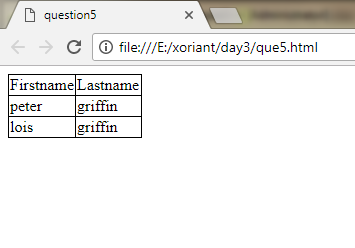 question5
file:///E:/xoriant/day3/que5.html
Firstname Lastname
peter griffin
lois griffin